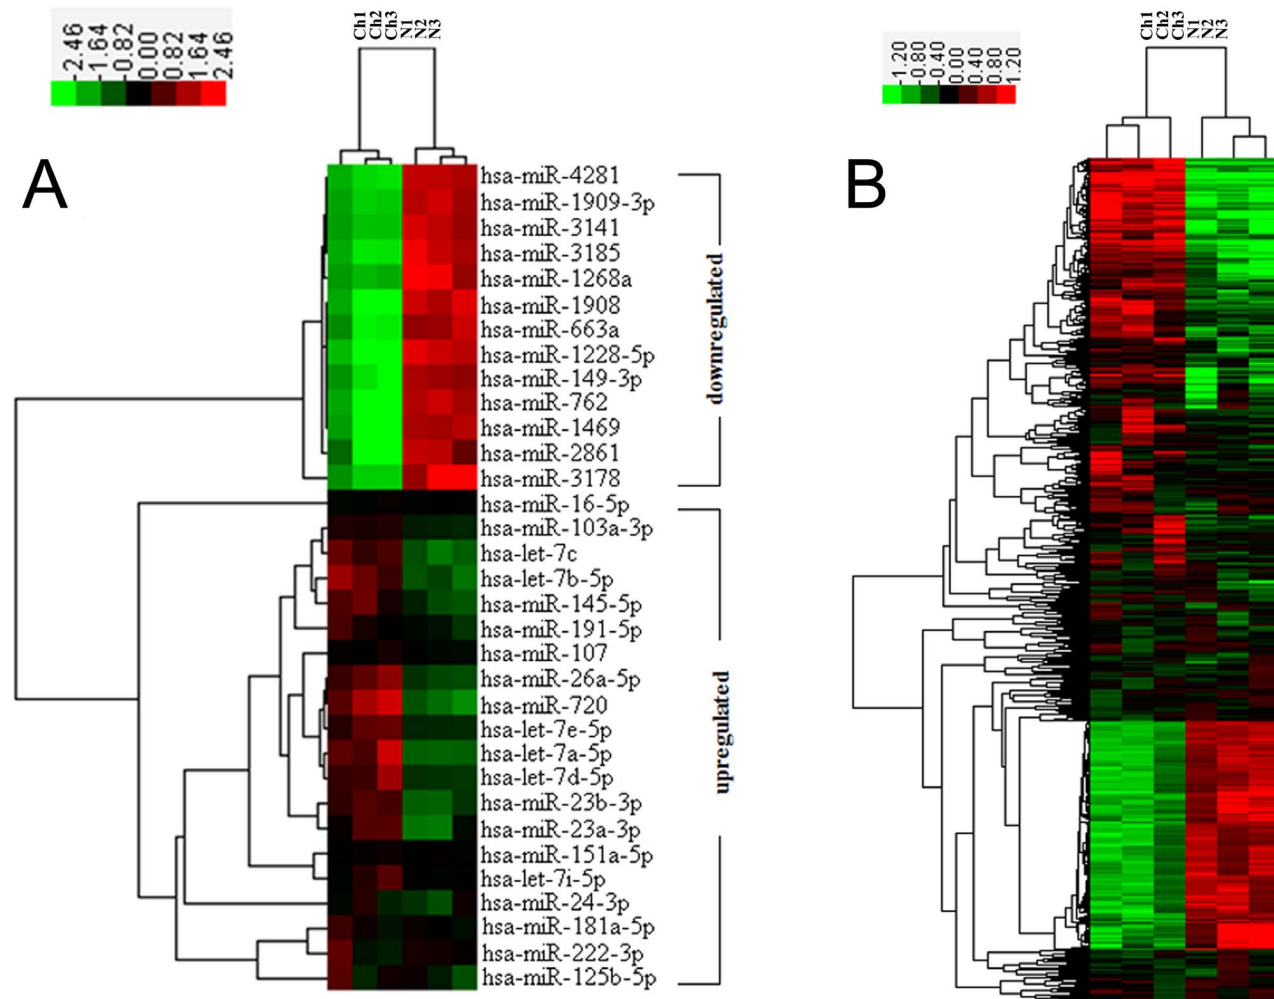 -2.46
-1.64
-0.82
0.00
0.82
1.64
2.46
Ch1
Ch2
Ch3
N1
N2
N3
A
hsa-miR-4281
hsa-miR-1909-3p
hsa-miR-3141
hsa-miR-3185
hsa-miR-1268a
hsa-miR-1908
hsa-miR-663a
hsa-miR-1228-5p
hsa-miR-149-3p
hsa-miR-762
hsa-miR-1469
hsa-miR-2861
hsa-miR-3178
hsa-miR-16-5p
hsa-miR-103a-3p
hsa-let-7c
hsa-let-7b-5p
hsa-miR-145-5p
hsa-miR-191-5p
hsa-miR-107
hsa-miR-26a-5p
hsa-miR-720
hsa-let-7e-5p
hsa-let-7a-5p
hsa-let-7d-5p
hsa-miR-23b-3p
hsa-miR-23a-3p
hsa-miR-151a-5p
hsa-let-7i-5p
hsa-miR-24-3p
hsa-miR-181a-5p
hsa-miR-222-3p
hsa-miR-125b-5p
downregulated
upregulated
-1.20
-0.80
-0.40
0.00
0.40
0.80
1.20
Ch1
Ch2
Ch3
N1
N2
N3
B